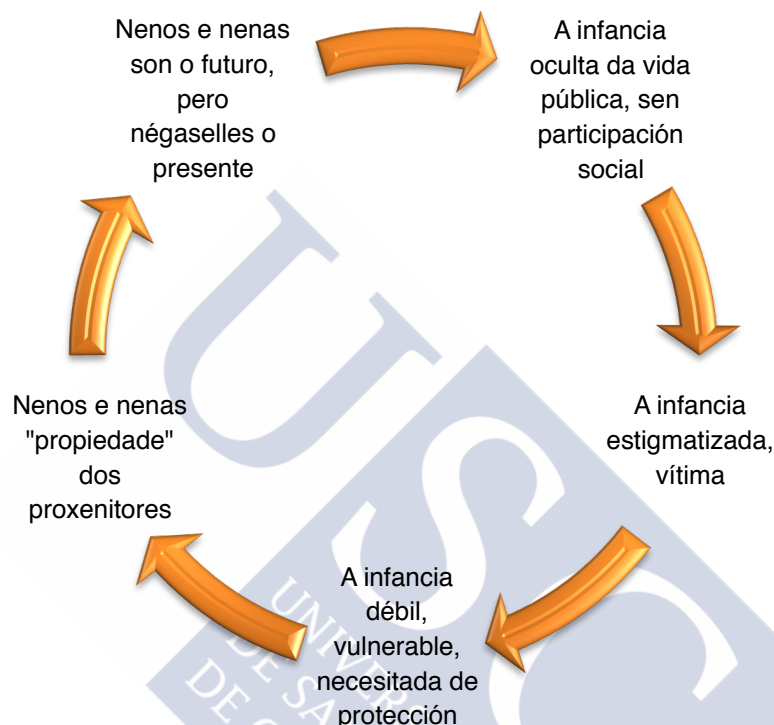 Nenos e nenas
son o futuro,
pero
négaselles o
presente
A infancia
oculta da vida
pública, sen
participación
social
A infancia
estigmatizada,
vítima
A infancia
débil,
vulnerable,
necesitada de
protección
Nenos e nenas
"propiedade"
dos
proxenitores
USC